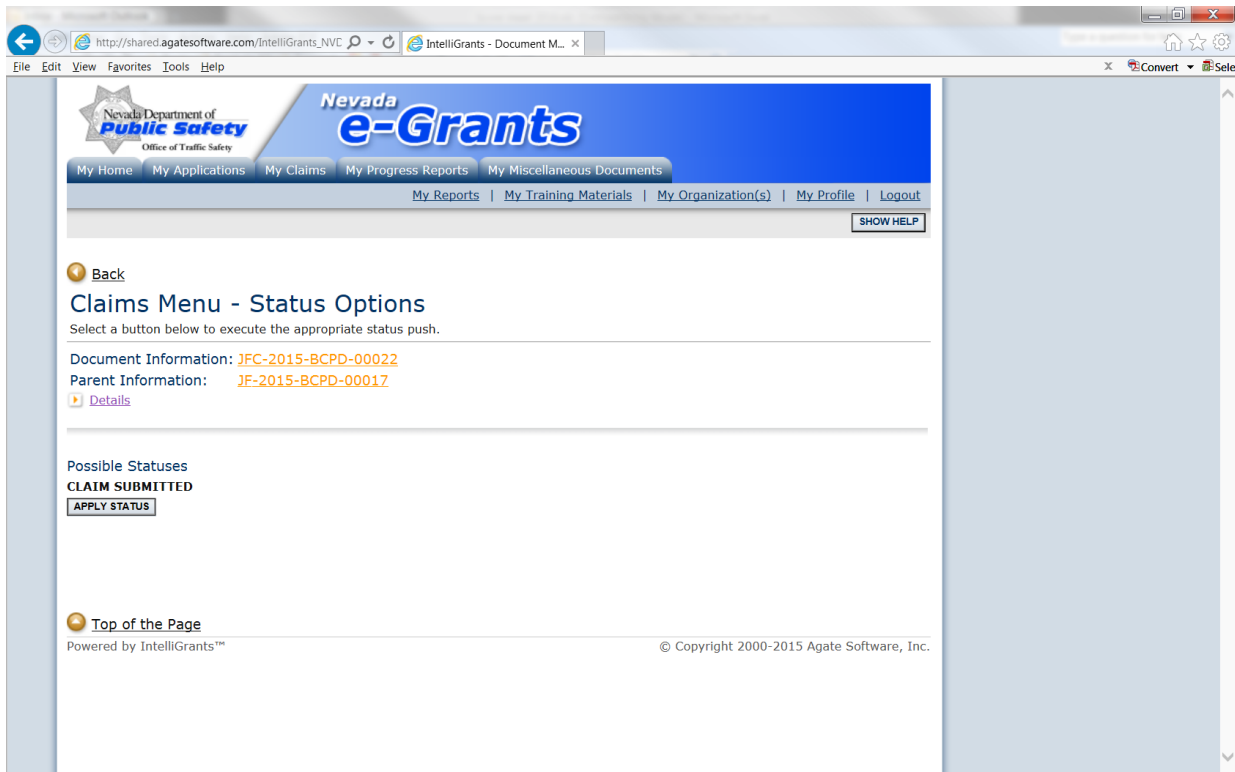 http://shared.agatesoftware.com/IntelliGrants_NVD
IntelliGrants - Document M...
File Edit View Favorites Tools Help
X Convert Sele
Nevada Department of
Public Safety
Office of Traffic Safety
Nevada
e-Grants
My Home My Applications My Claims My Progress Reports My Miscellaneous Documents
My Reports | My Training Materials | My Organization(s) | My Profile | Logout
SHOW HELP
Back
Claims Menu - Status Options
Select a button below to execute the appropriate status push.
Document Information: JFC-2015-BCPD-00022
Parent Information: JF-2015-BCPD-00017
Details
Possible Statuses
CLAIM SUBMITTED
APPLY STATUS
Top of the Page
Powered by IntelliGrants™ © Copyright 2000-2015 Agate Software, Inc.